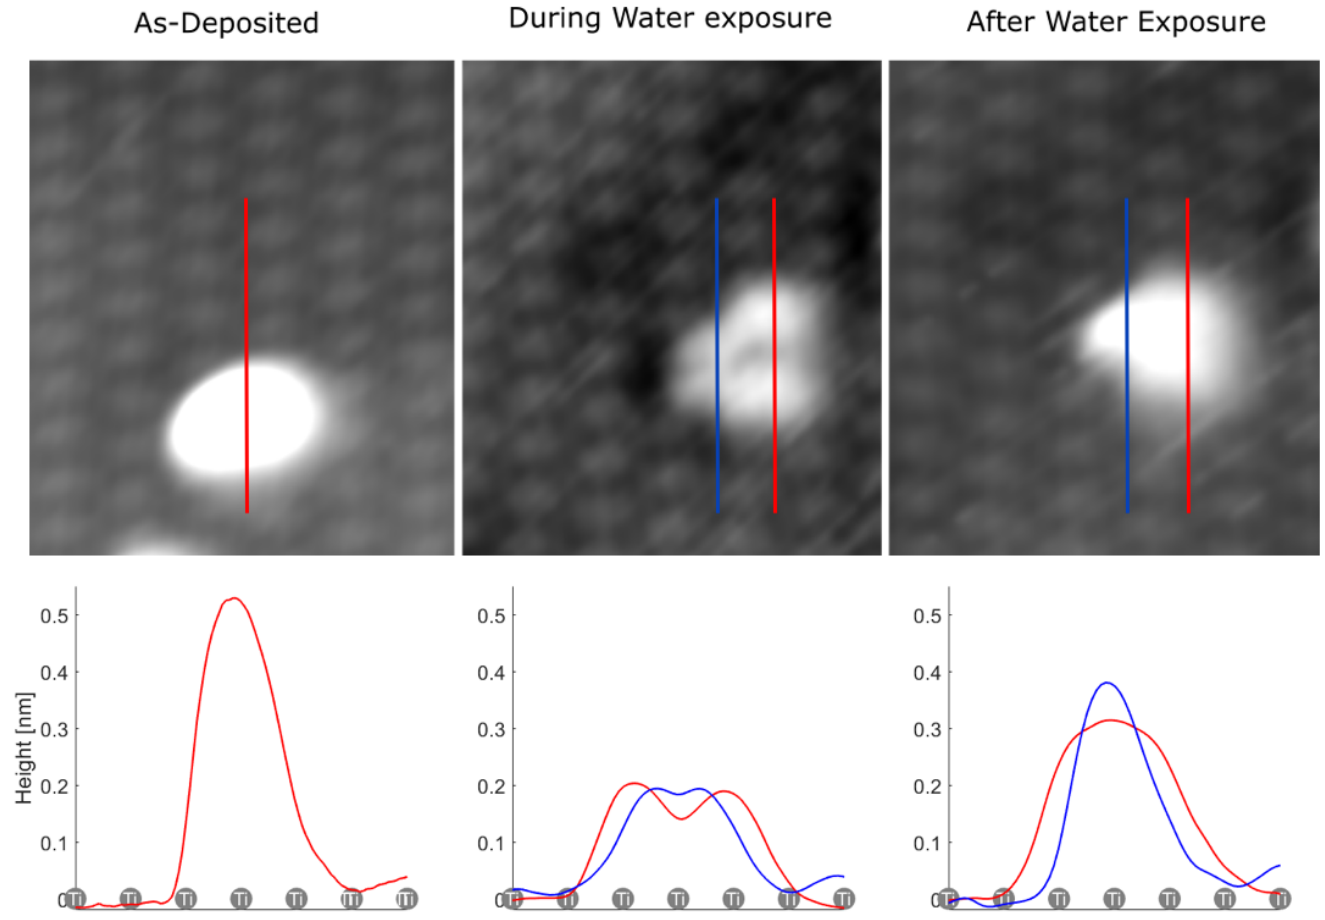 As-Deposited
During Water exposure
After Water Exposure
Height [nm]
0.5
0.4
0.3
0.2
0.1
0
Ti Ti Ti Ti Ti Ti Ti
0.5
0.4
0.3
0.2
0.1
0
Ti Ti Ti Ti Ti Ti Ti
0.5
0.4
0.3
0.2
0.1
0
Ti Ti Ti Ti Ti Ti Ti